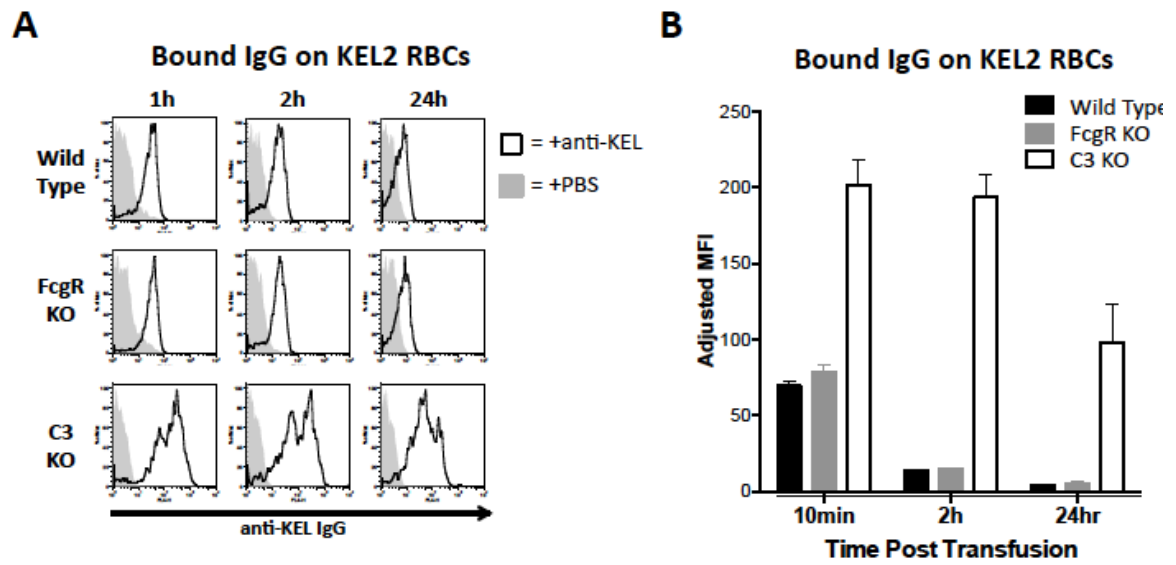 A
Bound IgG on KEL2 RBCs
1h 2h 24h
Wild Type
FcgR KO
C3 KO
= +anti-KEL
= +PBS
anti-KEL IgG
B
Bound IgG on KEL2 RBCs
Wild Type
FcgR KO
C3 KO
Adjusted MFI
250
200
150
100
50
0
10min 2h 24hr
Time Post Transfusion